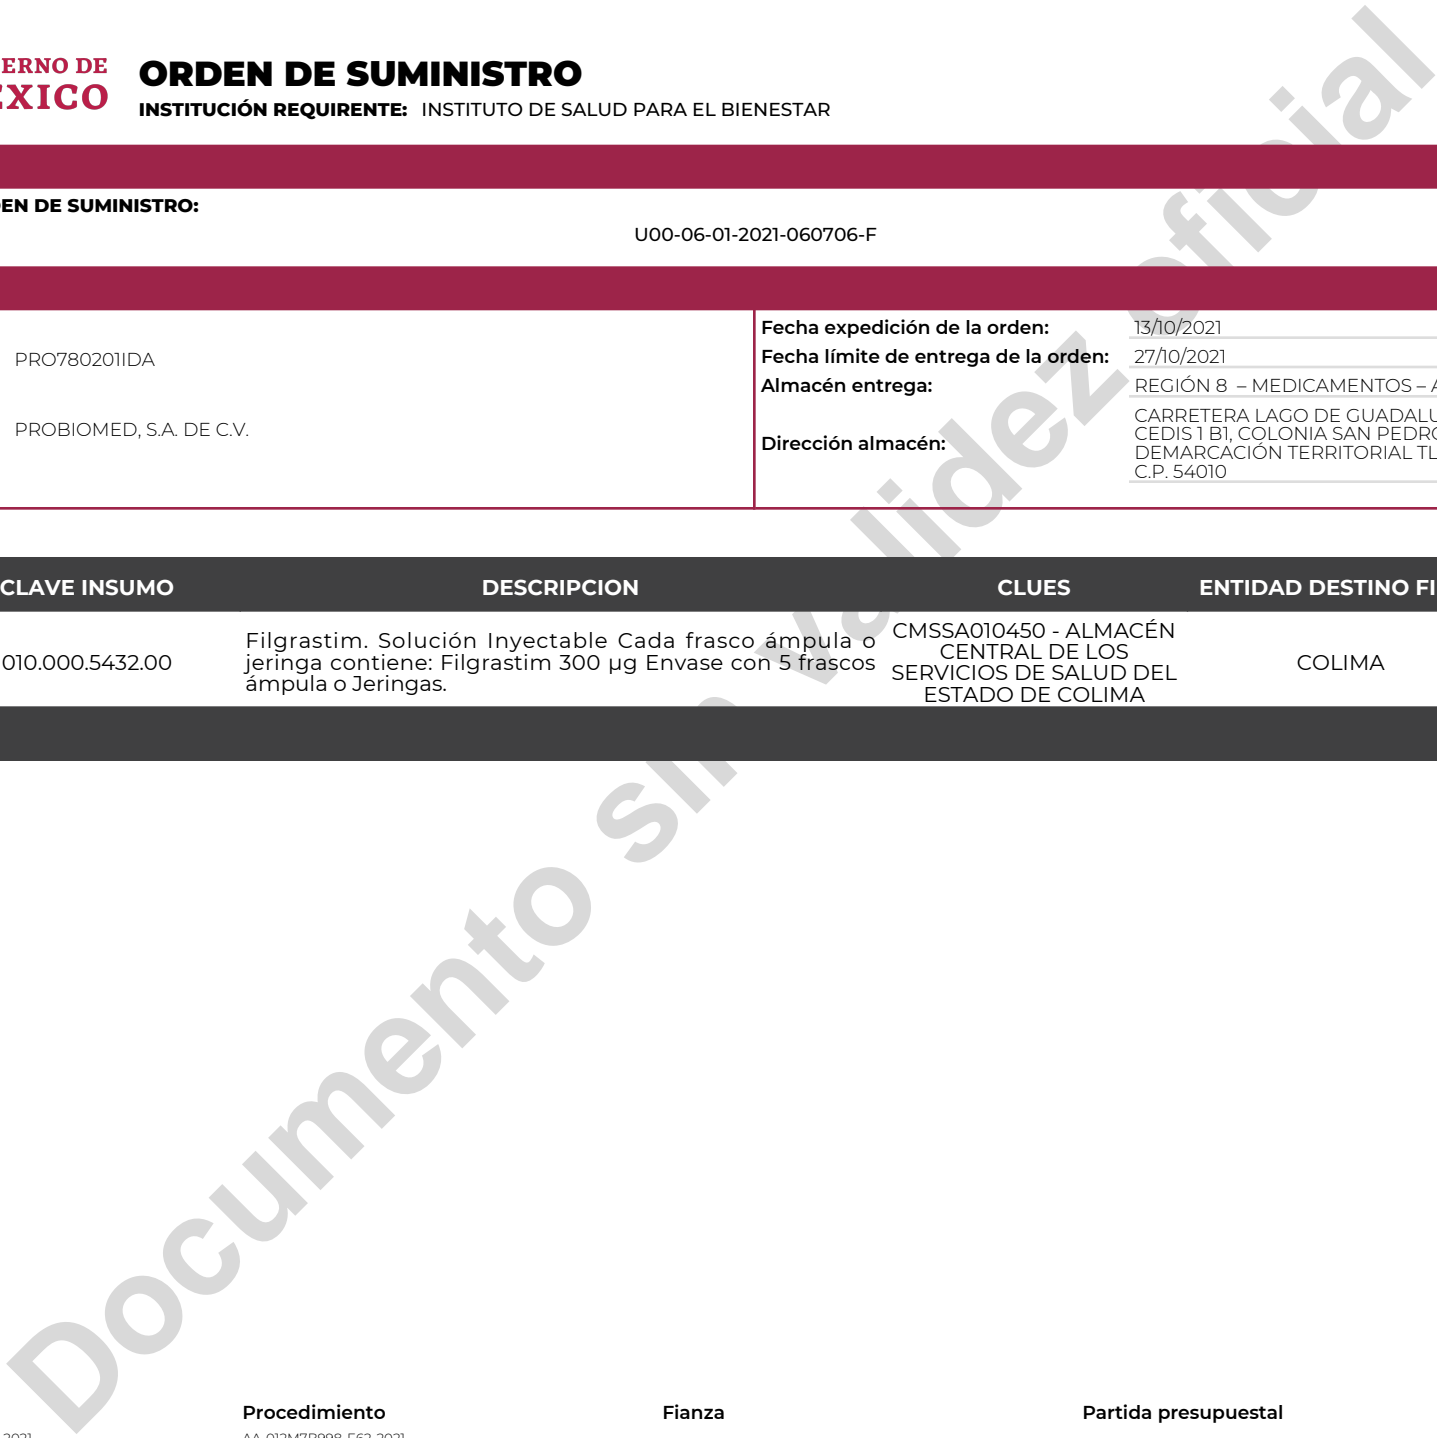 ERNO DE
EXICO
ORDEN DE SUMINISTRO
INSTITUCIÓN REQUIRENTE: INSTITUTO DE SALUD PARA EL BIENESTAR
EN DE SUMINISTRO:
U00-06-01-2021-060706-F
PRO780201IDA
PROBIOMED, S.A. DE C.V.
Fecha expedición de la orden: 13/10/2021
Fecha límite de entrega de la orden: 27/10/2021
Almacén entrega: REGIÓN 8 – MEDICAMENTOS – A
Dirección almacén:
CARRETERA LAGO DE GUADALU
CEDIS 1 B1, COLONIA SAN PEDRO
DEMARCACIÓN TERRITORIAL TL
C.P. 54010
CLAVE INSUMO DESCRIPCION CLUES ENTIDAD DESTINO FI
010.000.5432.00
Filgrastim. Solución Inyectable Cada frasco ámpula o
jeringa contiene: Filgrastim 300 µg Envase con 5 frascos
ámpula o Jeringas.
CMSSA010450 - ALMACÉN
CENTRAL DE LOS
SERVICIOS DE SALUD DEL
ESTADO DE COLIMA
COLIMA
Documento sin validez oficial
Procedimiento Fianza Partida presupuestal